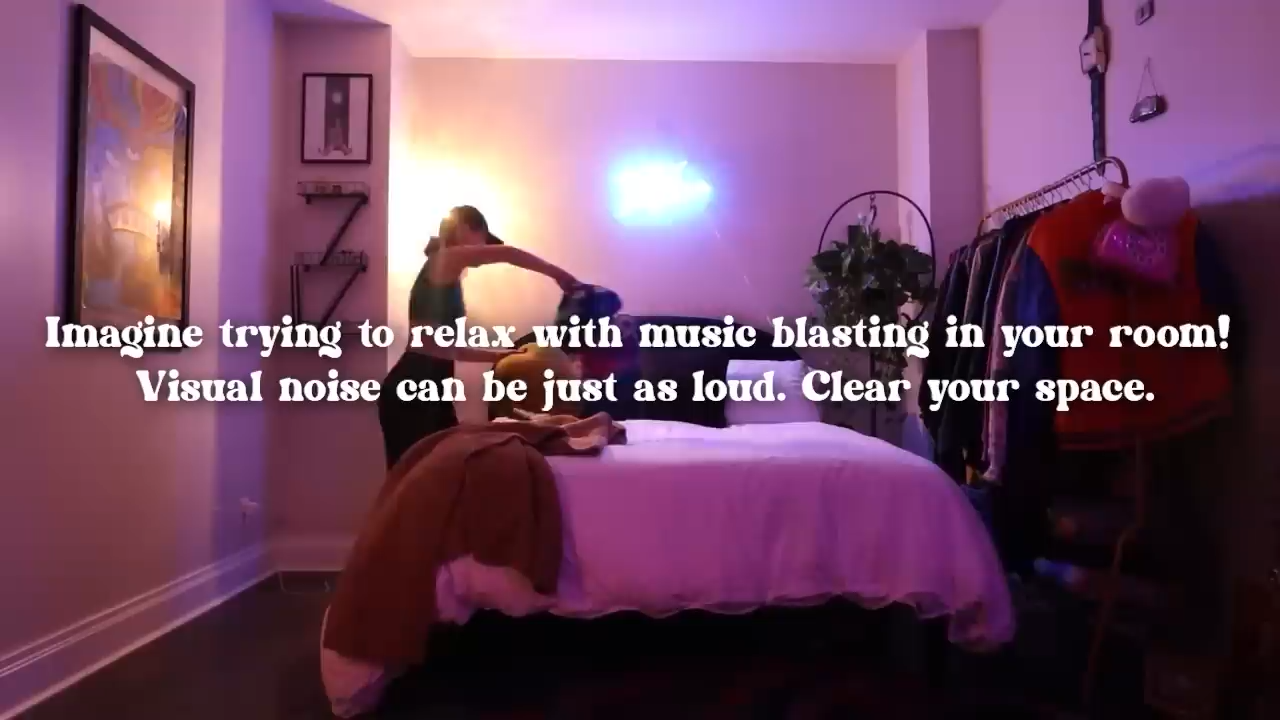 Imagine trying to relax with music blasting in your room!
Visual noise can be just as loud. Clear your space.